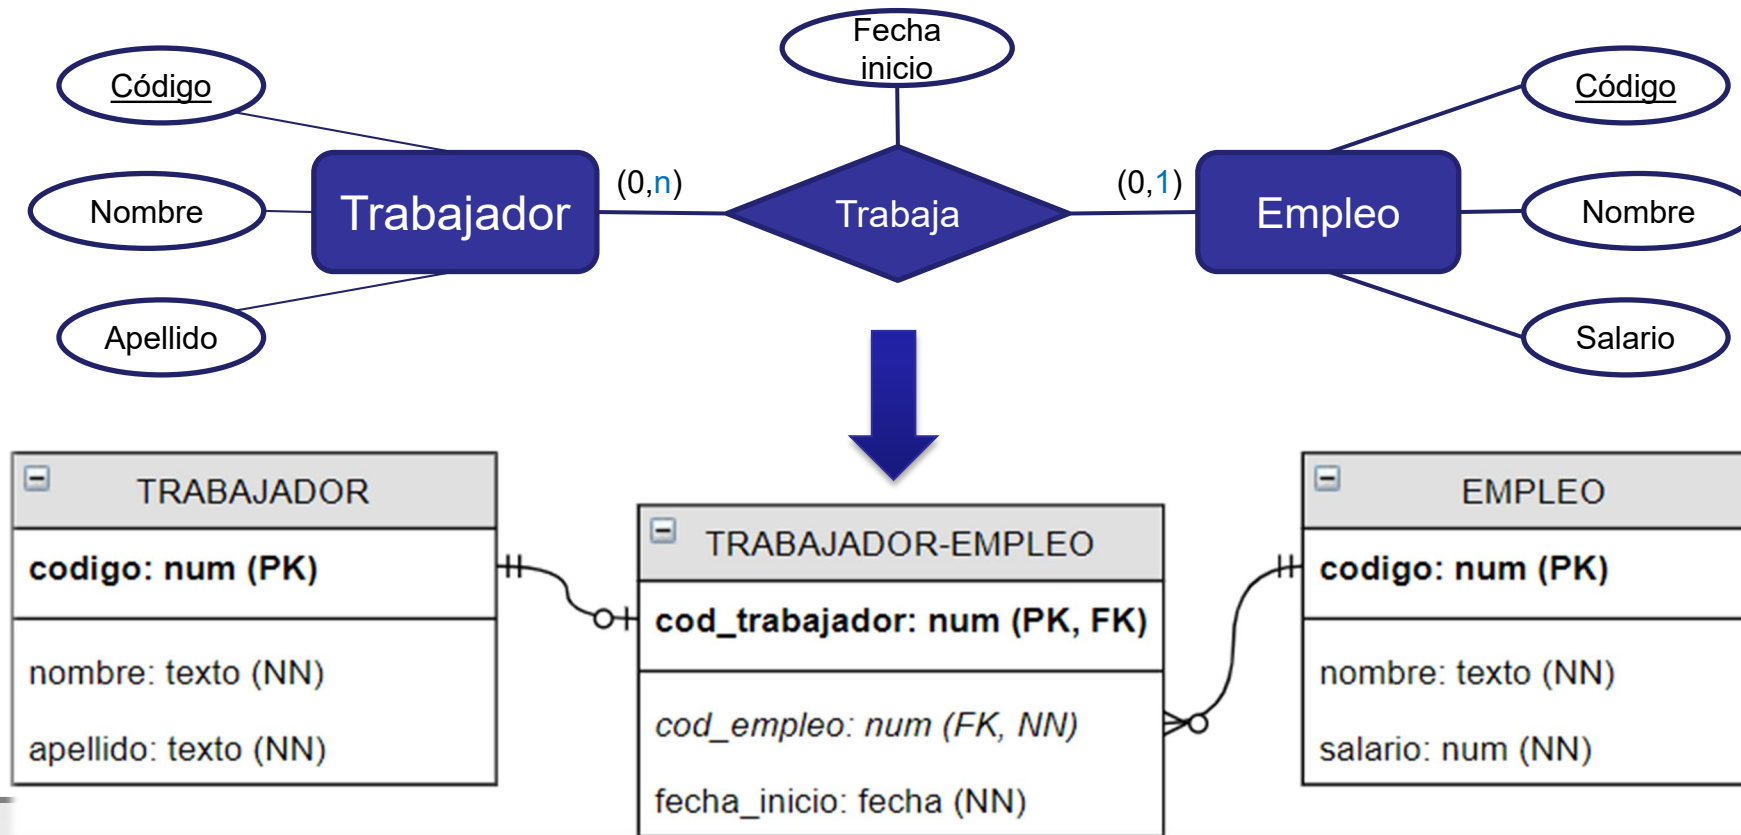 Fecha
inicio
Código
Código
(0,n)
(0,1)
Nombre
Trabajador
Trabaja
Empleo
Nombre
Apellido
Salario
TRABAJADOR
codigo: num (PK)
nombre: texto (NN)
apellido: texto (NN)
TRABAJADOR-EMPLEO
cod_trabajador: num (PK, FK)
cod_empleo: num (FK, NN)
fecha_inicio: fecha (NN)
EMPLEO
codigo: num (PK)
nombre: texto (NN)
salario: num (NN)